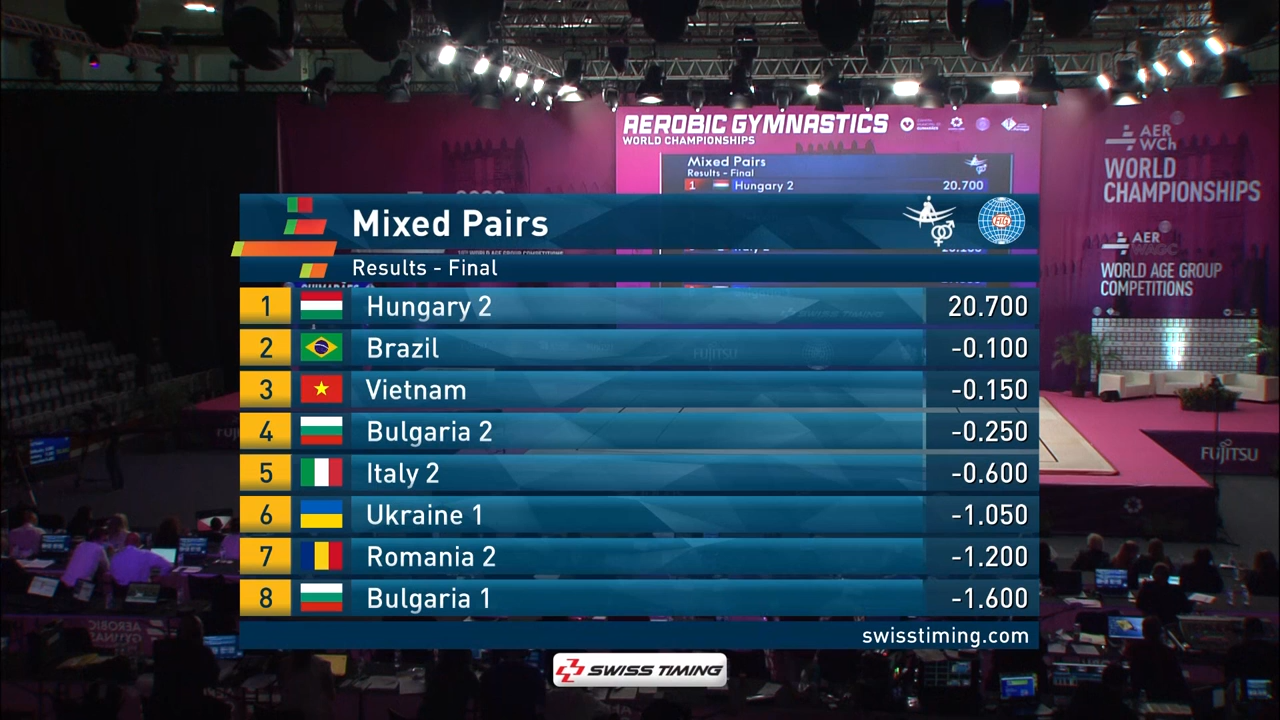 AEROBIC GYMNASTICS
WORLD CHAMPIONSHIPS
Mixed Pairs
Results - Final
1 Hungary 2 20.700
AER
WCh
WORLD
CHAMPIONSHIPS
AER
WAGC
WORLD AGE GROUP
COMPETITIONS
Mixed Pairs
FIG
Results - Final
1 Hungary 2 20.700
2 Brazil -0.100
3 Vietnam -0.150
4 Bulgaria 2 -0.250
5 Italy 2 -0.600
6 Ukraine 1 -1.050
7 Romania 2 -1.200
8 Bulgaria 1 -1.600
swisstiming.com
SWISS TIMING
FUJITSU